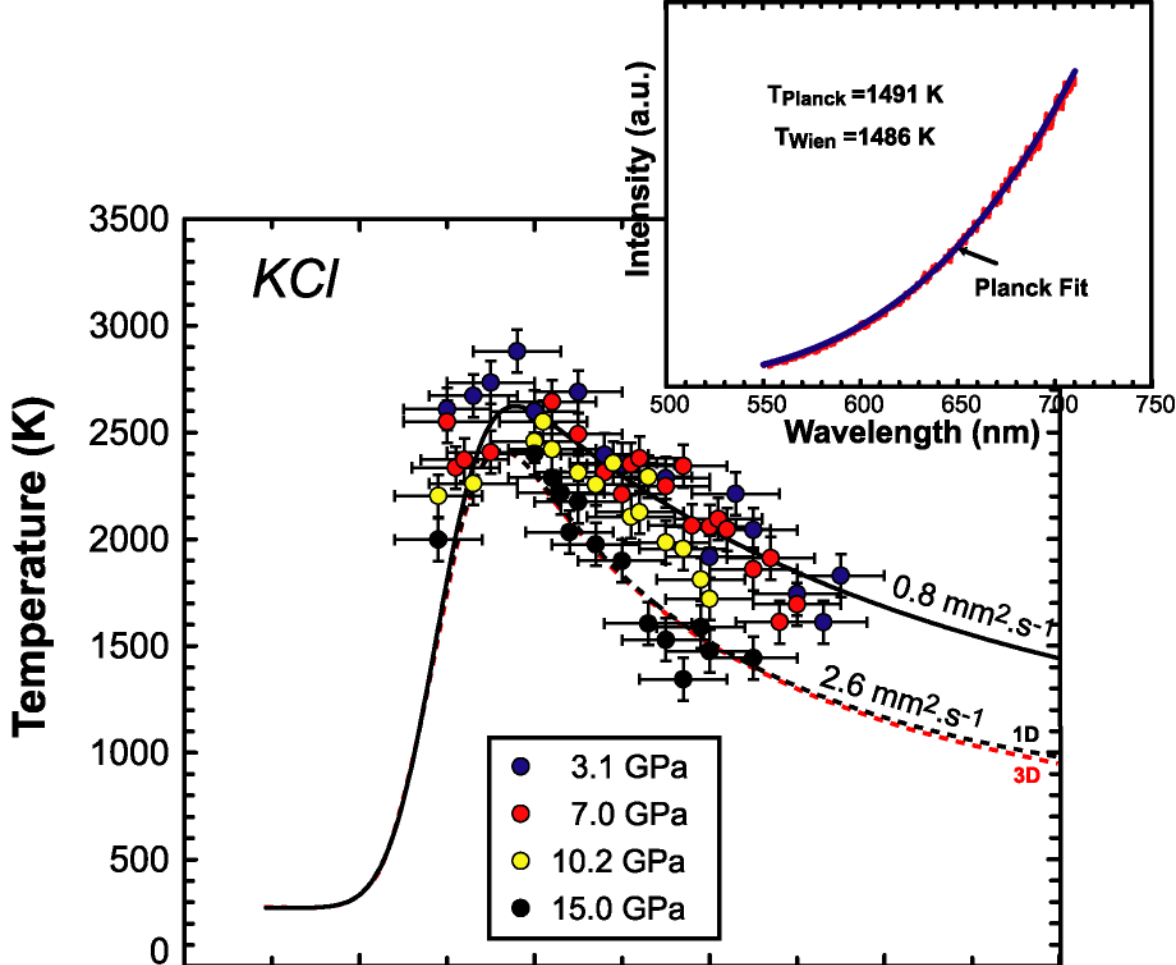 T_Planck =1491 K
T_Wien =1486 K
Planck Fit
Intensity (a.u.)
500 550 600 650 700 750
Wavelength (nm)
KCl
Temperature (K)
3500
3000
2500
2000
1500
1000
500
0
0.8 mm².s⁻¹
2.6 mm².s⁻¹
1D
3D
3.1 GPa
7.0 GPa
10.2 GPa
15.0 GPa